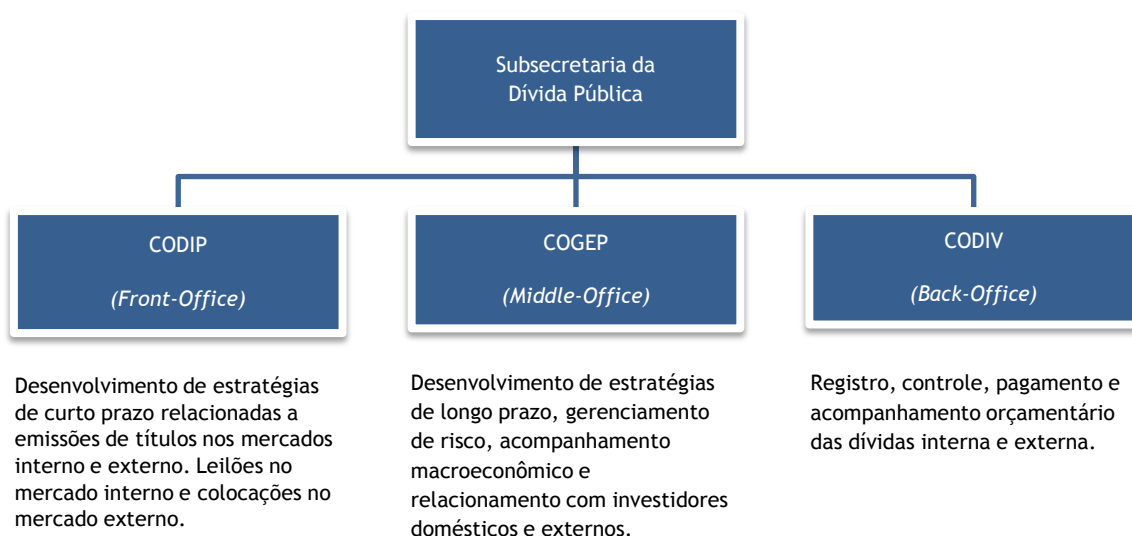 Subsecretaria da
Dívida Pública
CODIP
(Front-Office)
COGEP
(Middle-Office)
CODIV
(Back-Office)
Desenvolvimento de estratégias
de curto prazo relacionadas a
emissões de títulos nos mercados
interno e externo. Leilões no
mercado interno e colocações no
mercado externo.
Desenvolvimento de estratégias
de longo prazo, gerenciamento
de risco, acompanhamento
macroeconômico e
relacionamento com investidores
domésticos e externos.
Registro, controle, pagamento e
acompanhamento orçamentário
das dívidas interna e externa.